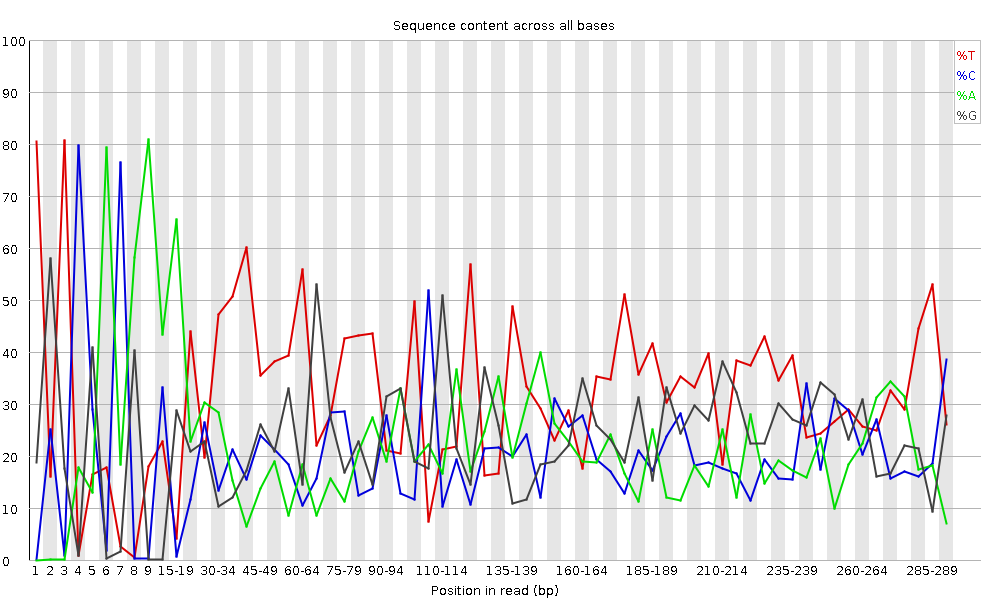 Sequence content across all bases
100
90
80
70
60
50
40
30
20
10
0
%T
%C
%A
%G
1 2 3 4 5 6 7 8 9 15-19 30-34 45-49 60-64 75-79 90-94 110-114 135-139 160-164 185-189 210-214 235-239 260-264 285-289
Position in read (bp)